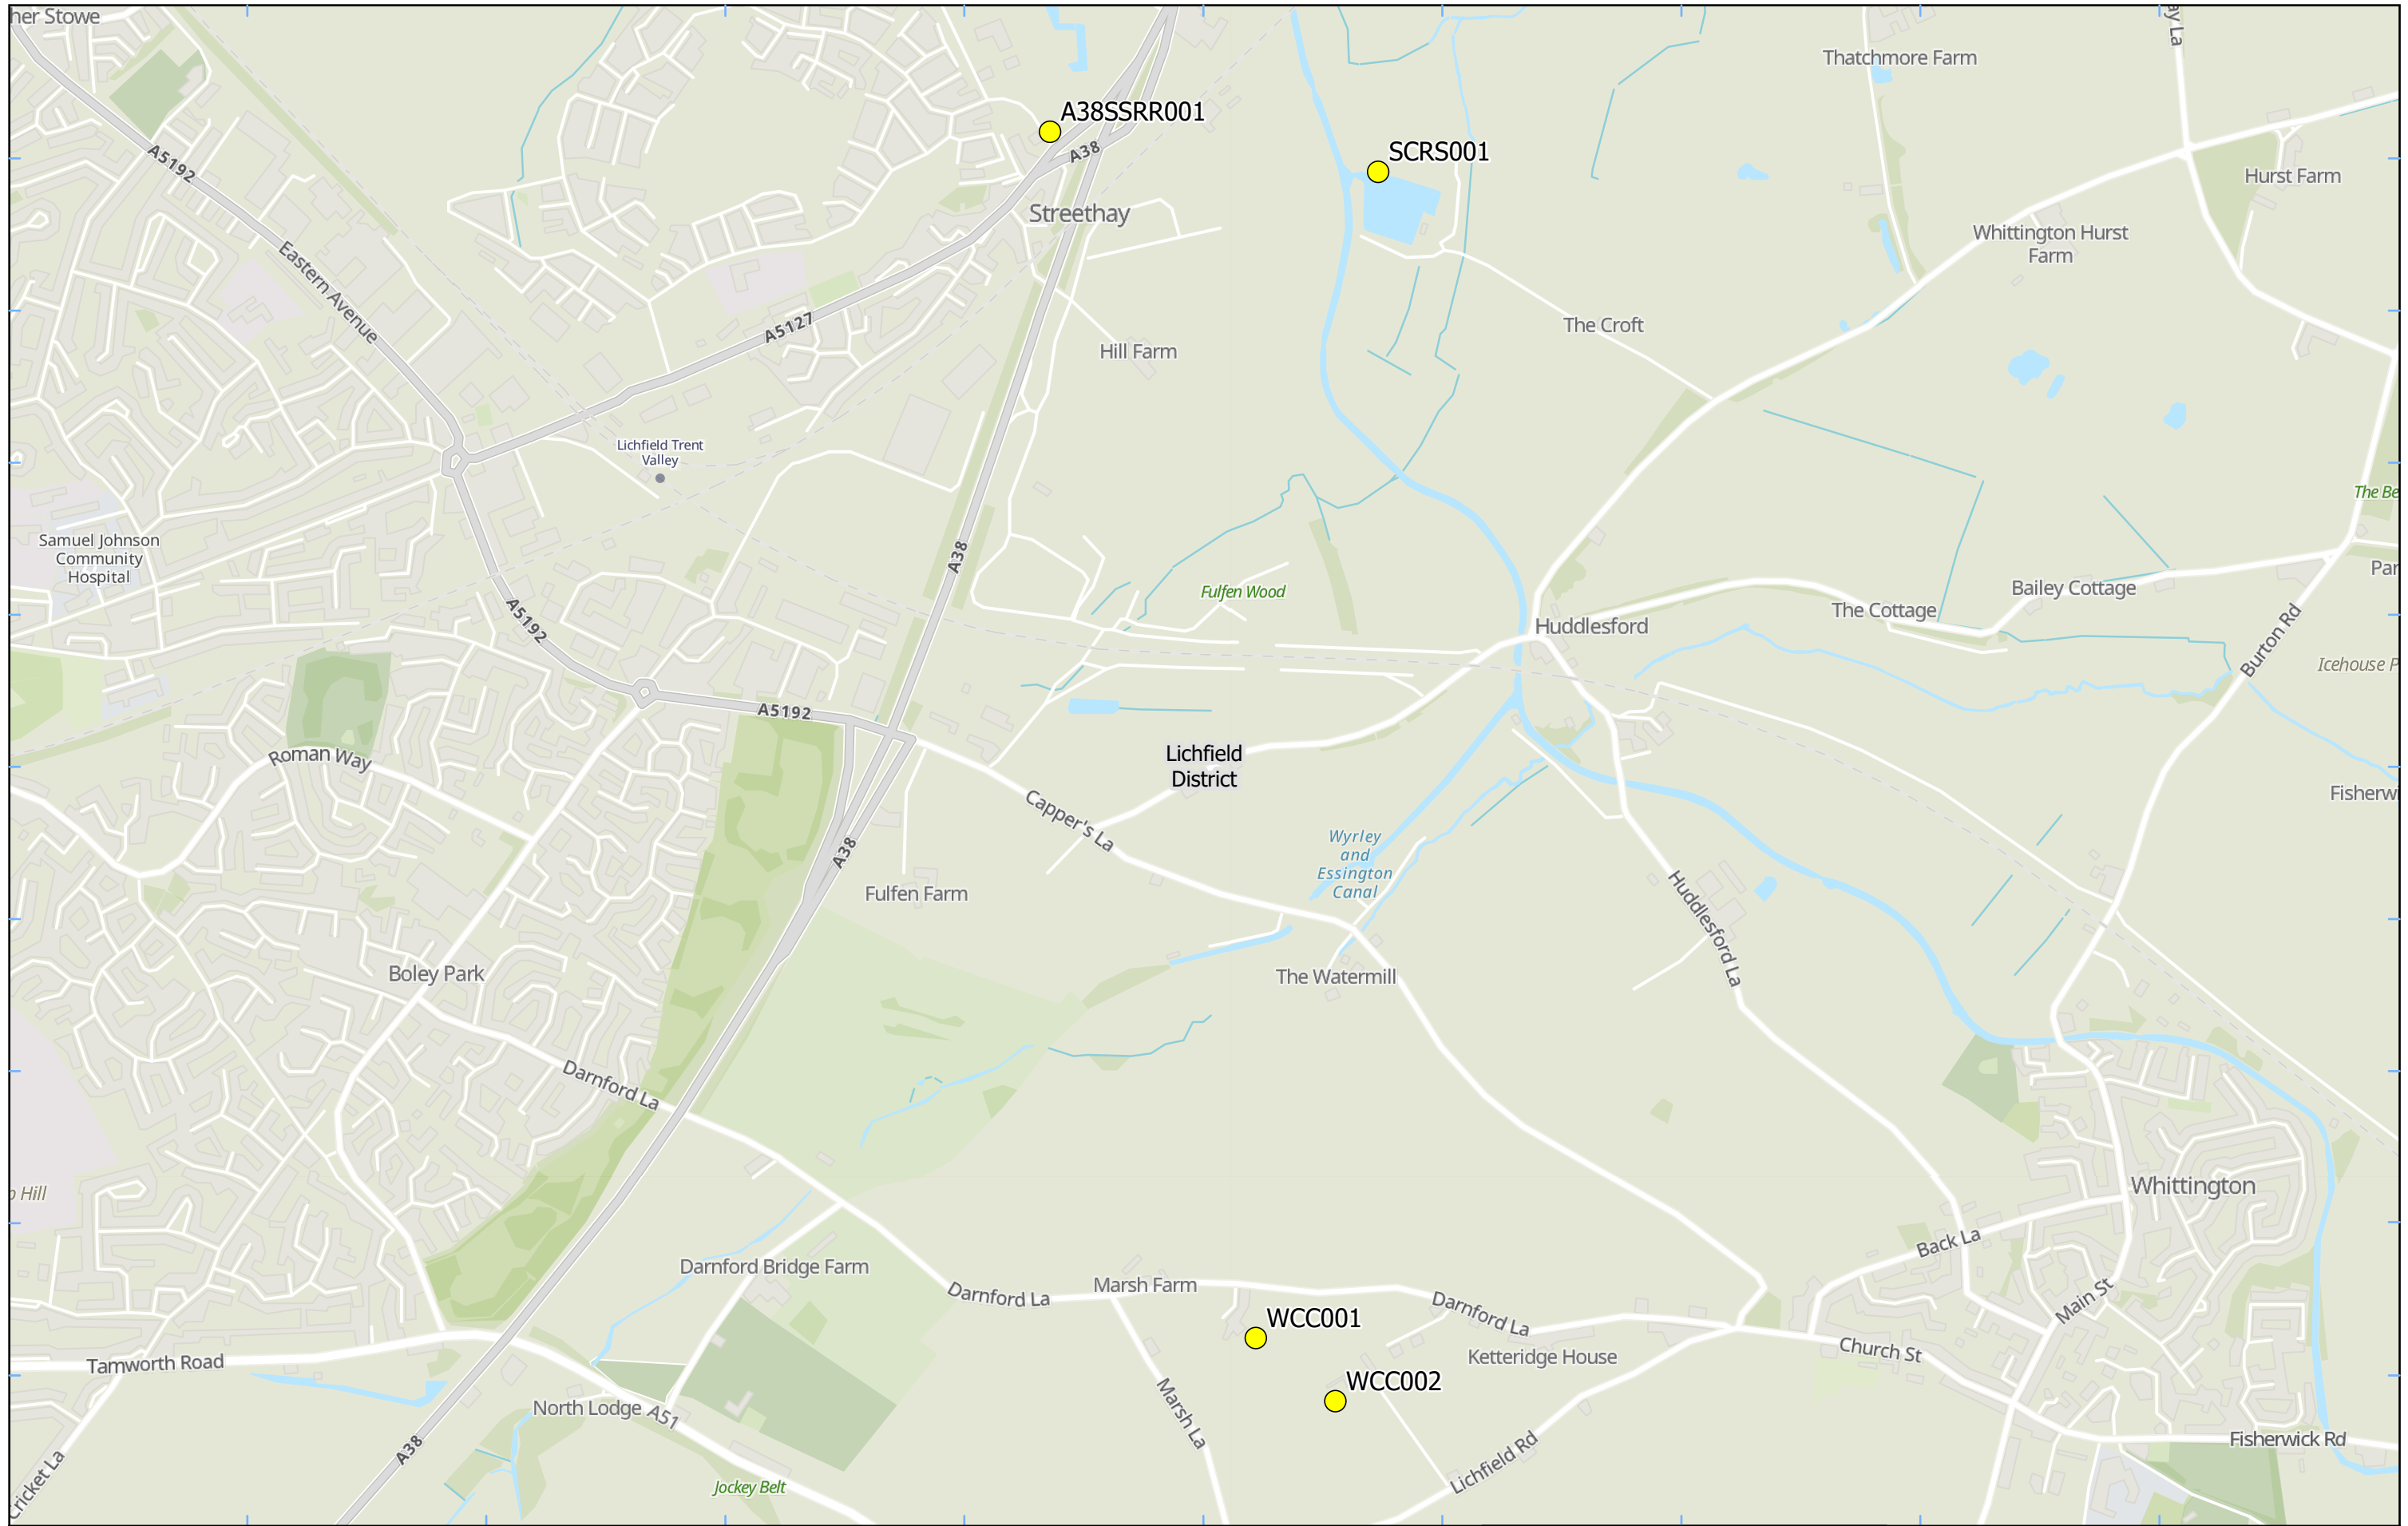 her Stowe
ay La
Thatchmore Farm
A38SSRR001
SCRS001
A38
A5192
Hurst Farm
Streethay
Whittington Hurst
Farm
Eastern Avenue
A5127
The Croft
Hill Farm
Lichfield Trent
Valley
The Be
A38
Samuel Johnson
Community
Hospital
Fulfen Wood
A5192
Huddlesford
The Cottage
Bailey Cottage
Par
Burton Rd
Icehouse P
A5192
Roman Way
Lichfield
District
Fisherwi
Capper's La
A38
Wyrley
and
Essington
Canal
Fulfen Farm
Huddlesford La
Boley Park
The Watermill
Darnford La
p Hill
Whittington
Back La
Darnford Bridge Farm
Darnford La
Marsh Farm
Darnford La
Main St
WCC001
Church St
Tamworth Road
Ketteridge House
WCC002
North Lodge
A51
Marsh La
A38
Lichfield Rd
Fisherwick Rd
Cricket La
Jockey Belt